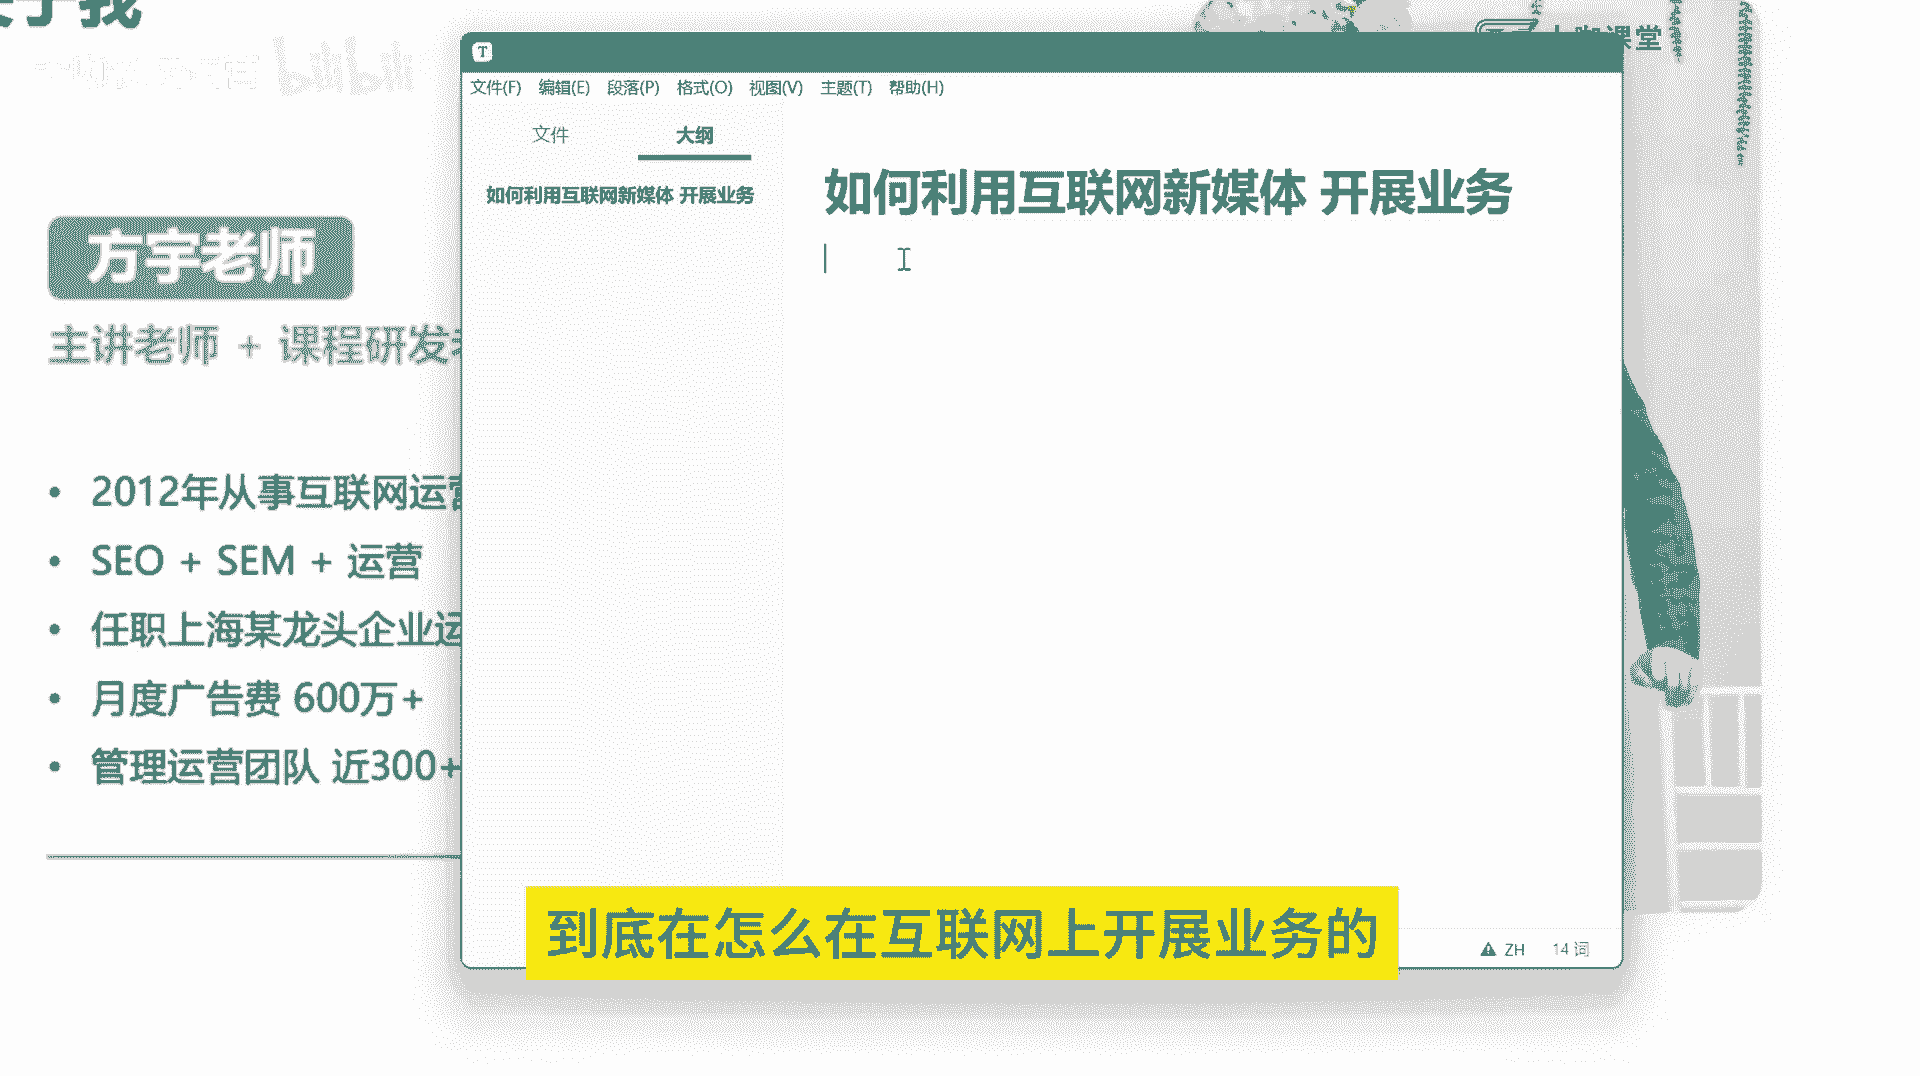 bilibili
课堂
文件(F) 编辑(E) 段落(P) 格式(O) 视图(V) 主题(T) 帮助(H)
文件 大纲
如何利用互联网新媒体 开展业务
如何利用互联网新媒体 开展业务
方宇老师
主讲老师 + 课程研发
2012年从事互联网运营
SEO + SEM + 运营
任职上海某龙头企业运
月度广告费 600万+
管理运营团队 近300+
到底在怎么在互联网上开展业务的
ZH 14 词